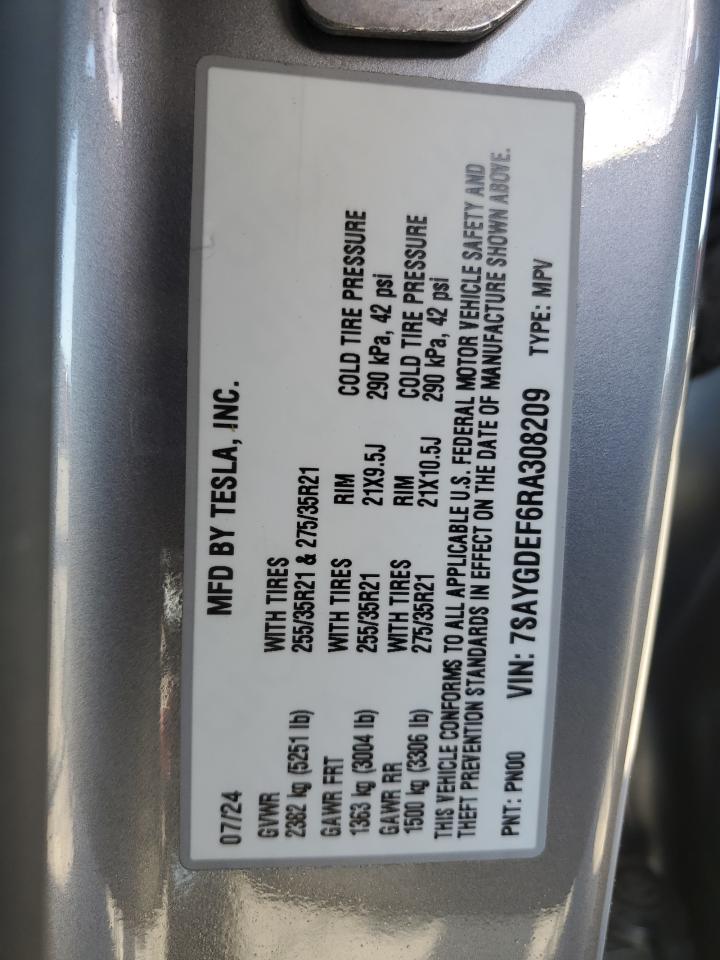 07/24 MFD BY TESLA, INC.
GVWR WITH TIRES
2382 kg (5251 lb) 255/35R21 & 275/35R21
GAWR FRT WITH TIRES RIM COLD TIRE PRESSURE
1363 kg (3004 lb) 255/35R21 21X9.5J 290 kPa, 42 psi
GAWR RR WITH TIRES RIM COLD TIRE PRESSURE
1500 kg (3306 lb) 275/35R21 21X10.5J 290 kPa, 42 psi
THIS VEHICLE CONFORMS TO ALL APPLICABLE U.S. FEDERAL MOTOR VEHICLE SAFETY AND
THEFT PREVENTION STANDARDS IN EFFECT ON THE DATE OF MANUFACTURE SHOWN ABOVE.
PNT: PN00 VIN: 7SAYGDEF6RA308209 TYPE: MPV